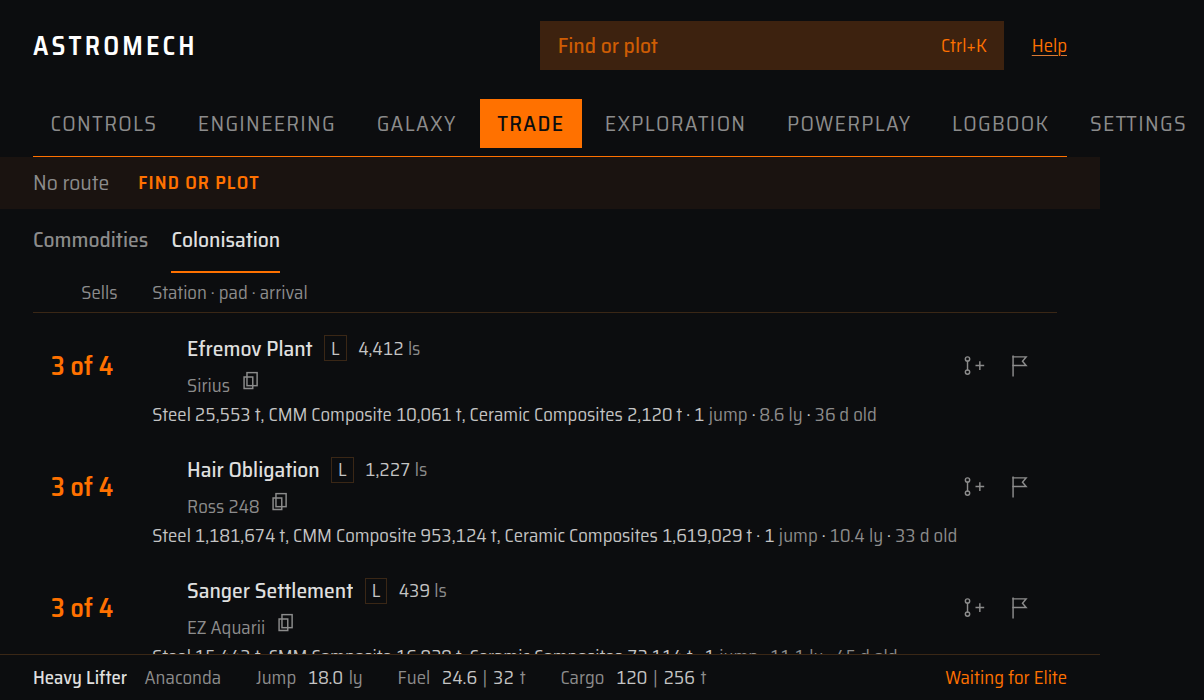 ASTROMECH
Find or plot Ctrl+K Help
CONTROLS ENGINEERING GALAXY TRADE EXPLORATION POWERPLAY LOGBOOK SETTINGS
No route FIND OR PLOT
Commodities Colonisation
Sells Station · pad · arrival
3 of 4 Efremov Plant L 4,412 ls
Sirius
Steel 25,553 t, CMM Composite 10,061 t, Ceramic Composites 2,120 t · 1 jump · 8.6 ly · 36 d old
3 of 4 Hair Obligation L 1,227 ls
Ross 248
Steel 1,181,674 t, CMM Composite 953,124 t, Ceramic Composites 1,619,029 t · 1 jump · 10.4 ly · 33 d old
3 of 4 Sanger Settlement L 439 ls
EZ Aquarii
Heavy Lifter Anaconda Jump 18.0 ly Fuel 24.6 | 32 t Cargo 120 | 256 t Waiting for Elite